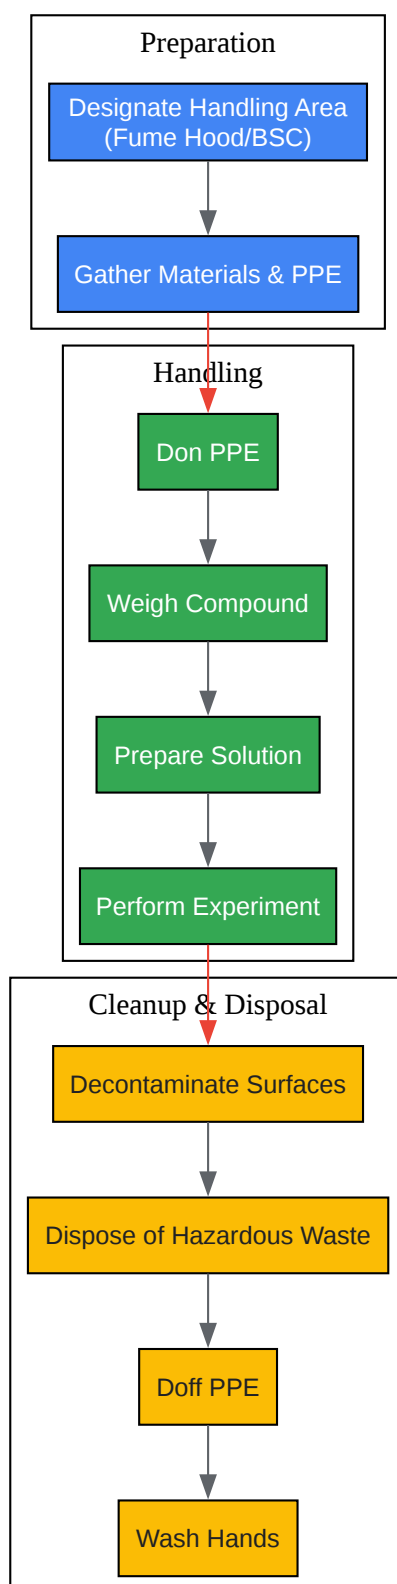 Preparation
Designate Handling Area
(Fume Hood/BSC)
Gather Materials & PPE
Handling
Don PPE
Weigh Compound
Prepare Solution
Perform Experiment
Cleanup & Disposal
Decontaminate Surfaces
Dispose of Hazardous Waste
Doff PPE
Wash Hands